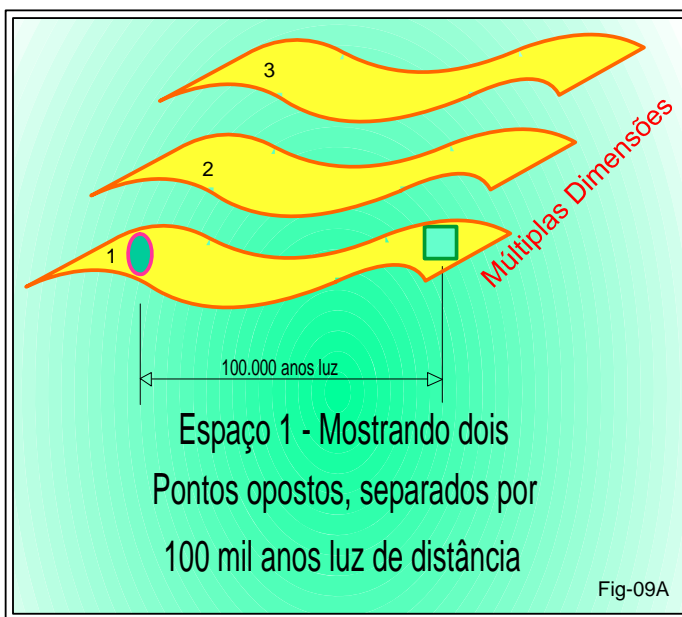 3
2
1
Múltiplas Dimensões
100.000 anos luz
Espaço 1 - Mostrando dois
Pontos opostos, separados por
100 mil anos luz de distância
Fig-09A